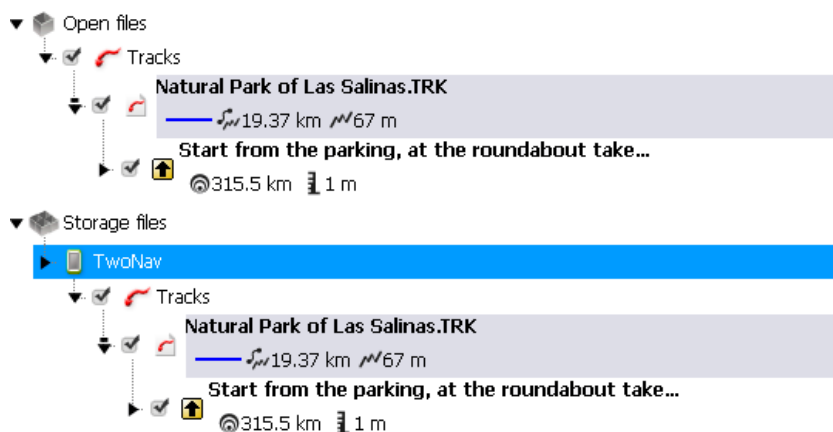 Open files
Tracks
Natural Park of Las Salinas.TRK
19.37 km 67 m
Start from the parking, at the roundabout take...
315.5 km 1 m
Storage files
TwoNav
Tracks
Natural Park of Las Salinas.TRK
19.37 km 67 m
Start from the parking, at the roundabout take...
315.5 km 1 m